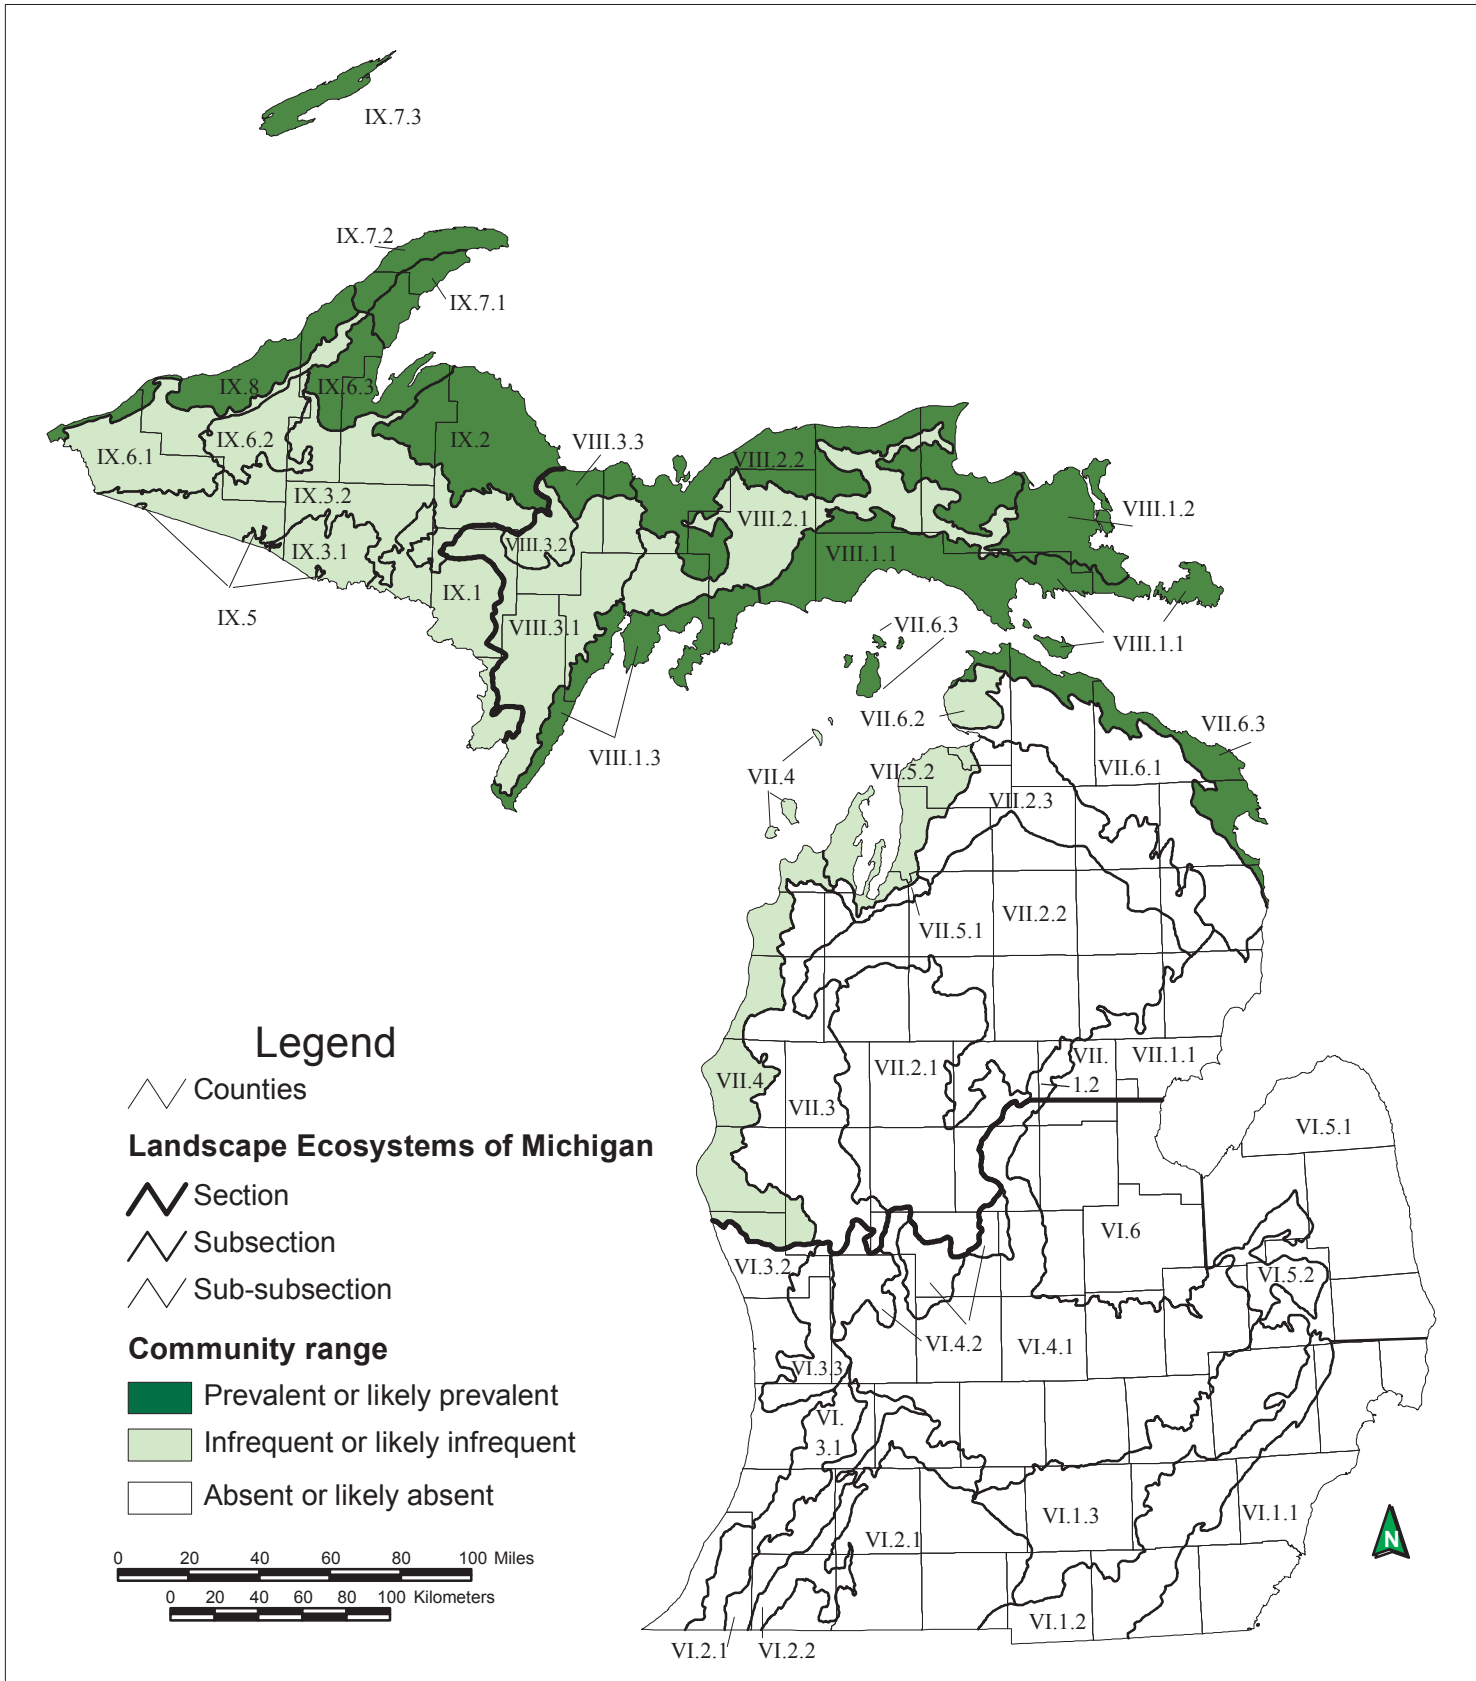 IX.7.3
IX.7.2
IX.7.1
IX.8
IX.6.3
IX.6.2
IX.6.1
IX.2
VIII.3.3
VIII.2.2
IX.3.2
VIII.2.1
VIII.1.2
VIII.3.2
IX.3.1
VIII.1.1
IX.1
IX.5
VIII.3.1
VII.6.3
VIII.1.1
VII.6.2
VII.6.3
VIII.1.3
VII.6.1
VII.4
VII.5.2
VII.2.3
VII.2.2
VII.5.1
Legend
Counties
Landscape Ecosystems of Michigan
Section
Subsection
Sub-subsection
Community range
Prevalent or likely prevalent
Infrequent or likely infrequent
Absent or likely absent
0 20 40 60 80 100 Miles
0 20 40 60 80 100 Kilometers
VII.4
VII.3
VII.2.1
VII.
1.2
VII.1.1
VI.5.1
VI.6
VI.3.2
VI.5.2
VI.4.2
VI.4.1
VI.3.3
VI.
3.1
VI.1.3
VI.1.1
VI.2.1
N
VI.1.2
VI.2.1
VI.2.2